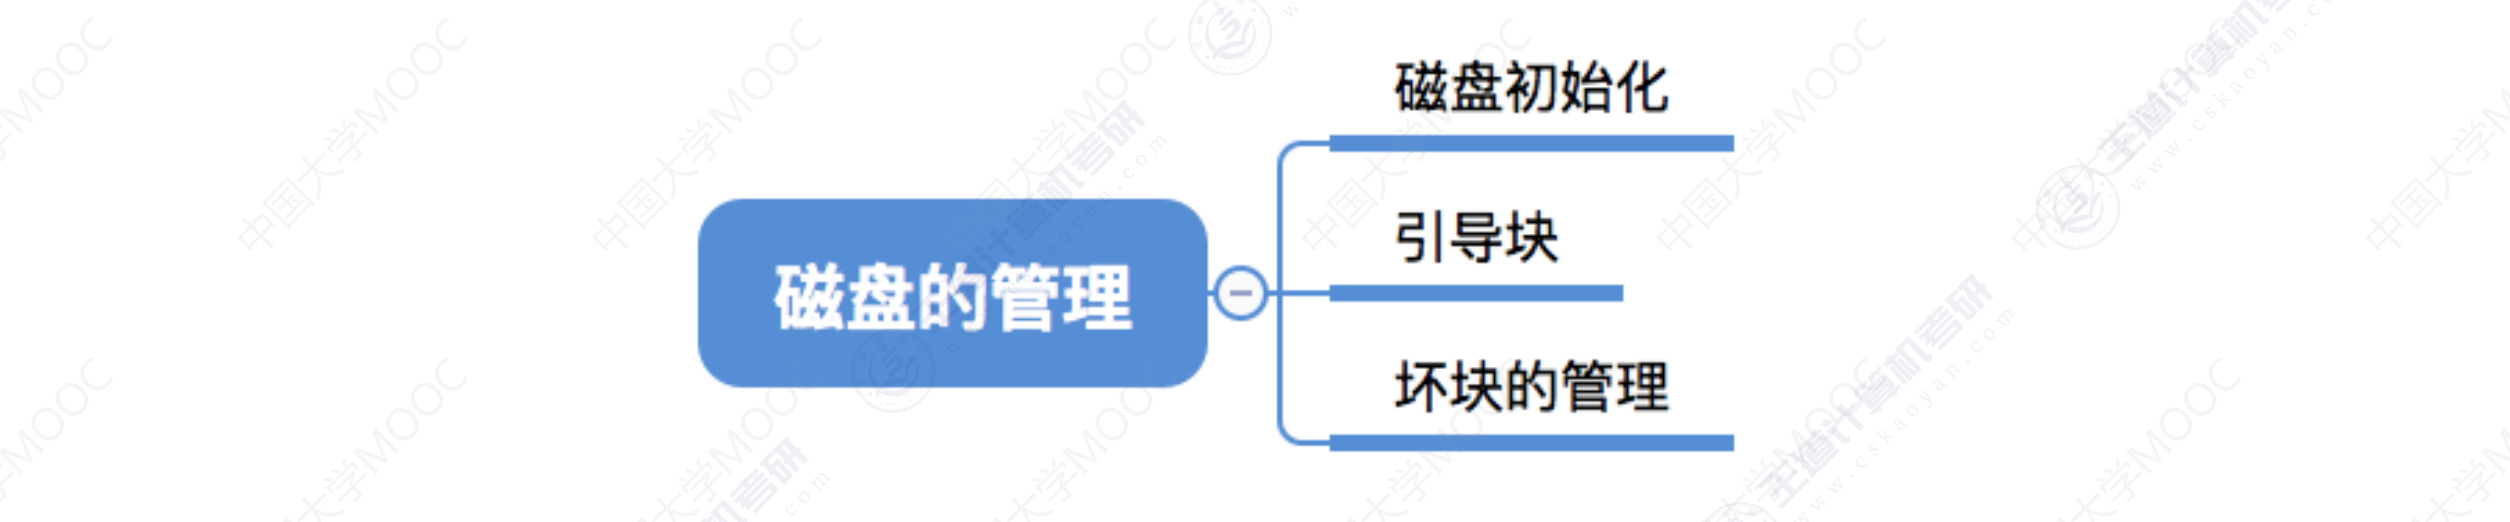 磁盘的管理
磁盘初始化
引导块
坏块的管理
中国大学MOOC
王道计算机考研
www.cskaoyan.com